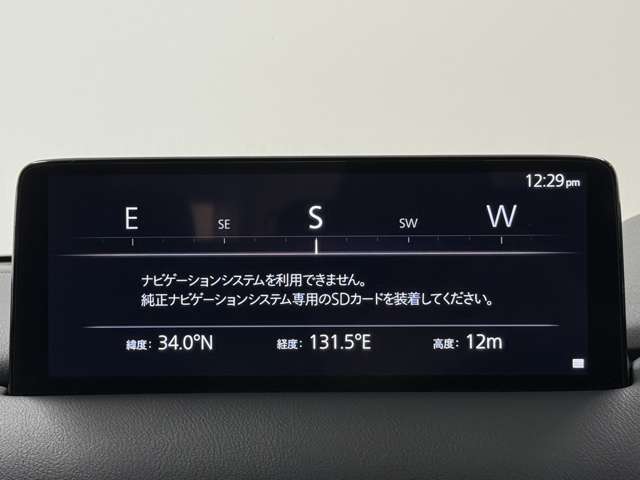 12:29pm
E SE S SW W
ナビゲーションシステムを利用できません。
純正ナビゲーションシステム専用のSDカードを装着してください。
緯度: 34.0°N 経度: 131.5°E 高度: 12m